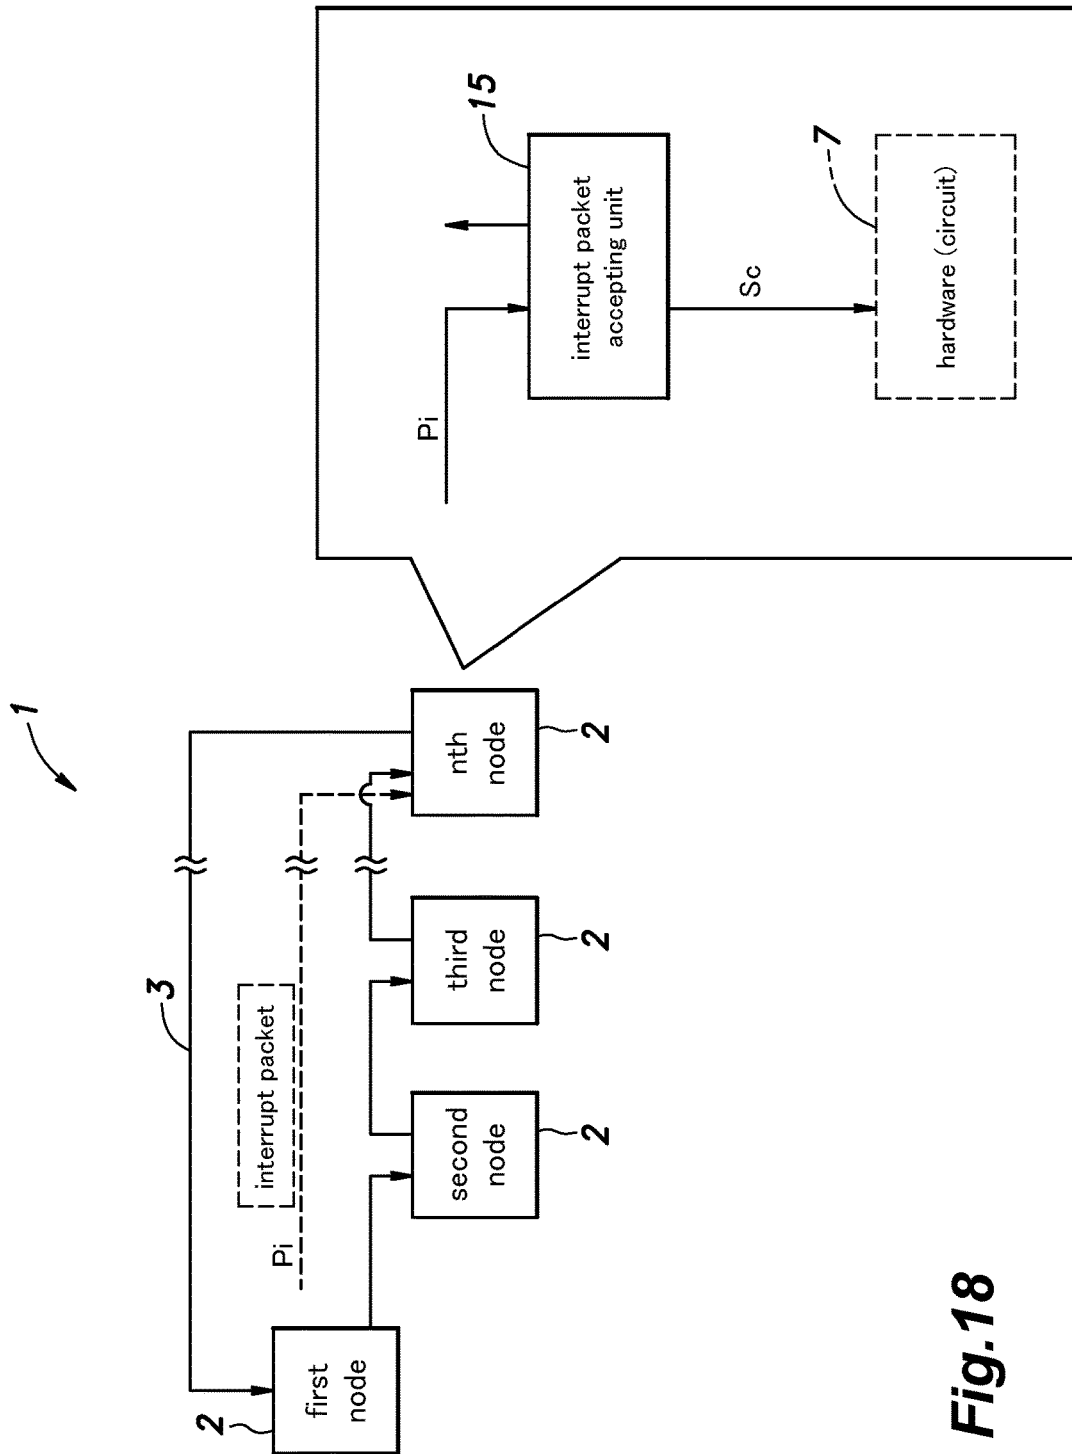 1
3
2
first
node
Pi
interrupt packet
second
node
2
third
node
2
nth
node
2
Pi
15
interrupt packet
accepting unit
Sc
7
hardware (circuit)
Fig.18